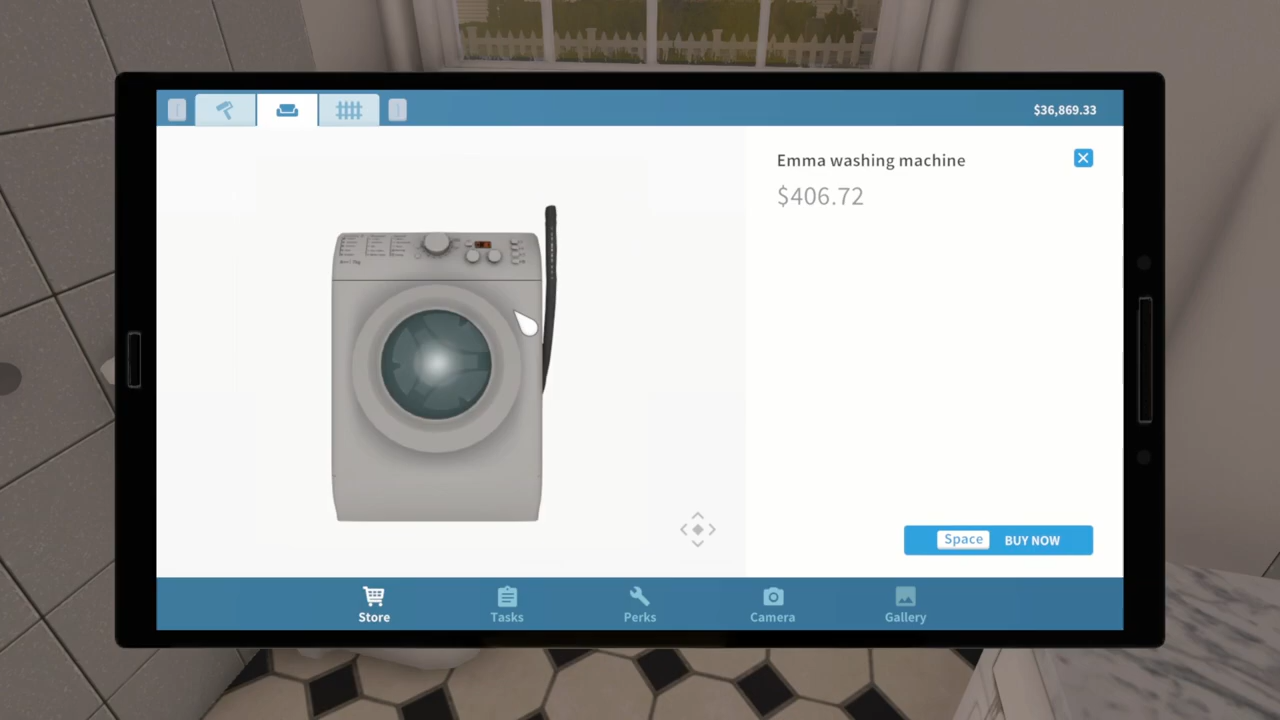 [
]
$36,869.33
Emma washing machine
$406.72
Space BUY NOW
Store
Tasks
Perks
Camera
Gallery